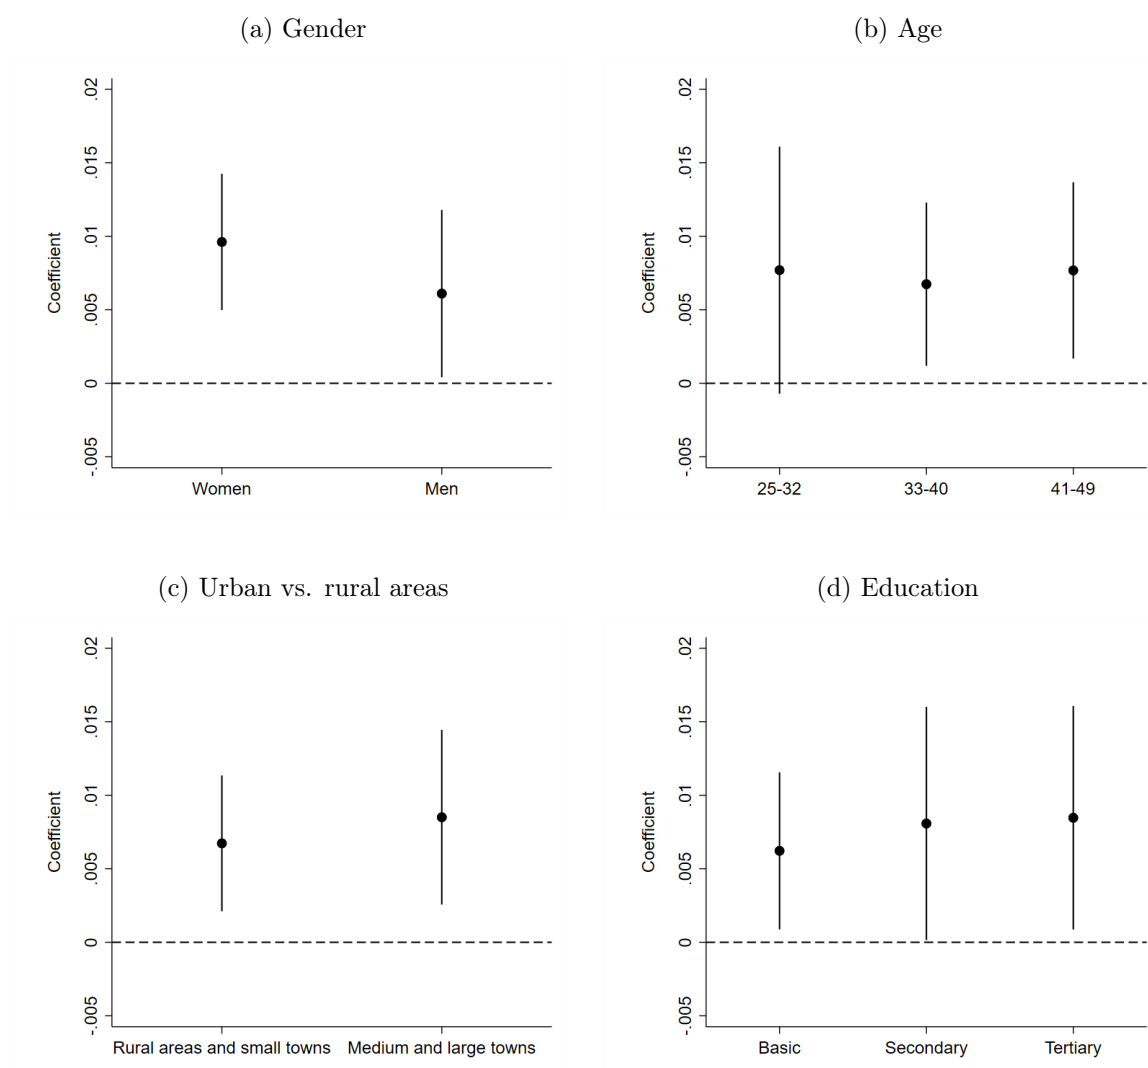 (a) Gender
Coefficient
.02
.015
.01
.005
0
-.005
Women Men
(b) Age
Coefficient
.02
.015
.01
.005
0
-.005
25-32 33-40 41-49
(c) Urban vs. rural areas
Coefficient
.02
.015
.01
.005
0
-.005
Rural areas and small towns Medium and large towns
(d) Education
Coefficient
.02
.015
.01
.005
0
-.005
Basic Secondary Tertiary